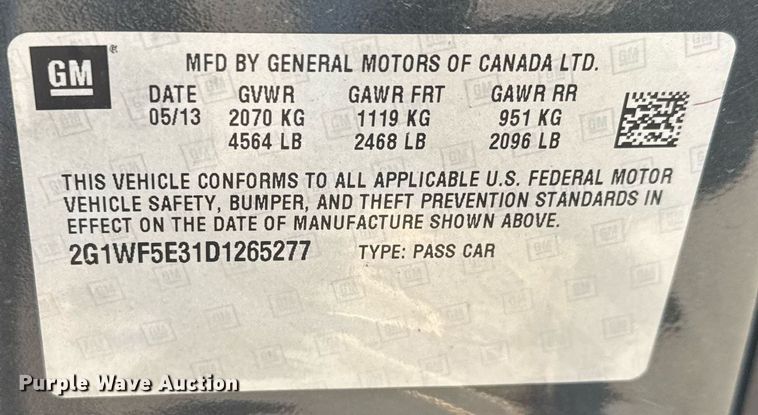 GM
MFD BY GENERAL MOTORS OF CANADA LTD.
DATE GVWR GAWR FRT GAWR RR
05/13 2070 KG 1119 KG 951 KG
4564 LB 2468 LB 2096 LB
THIS VEHICLE CONFORMS TO ALL APPLICABLE U.S. FEDERAL MOTOR
VEHICLE SAFETY, BUMPER, AND THEFT PREVENTION STANDARDS IN
EFFECT ON THE DATE OF MANUFACTURE SHOWN ABOVE.
2G1WF5E31D1265277 TYPE: PASS CAR
Purple Wave Auction